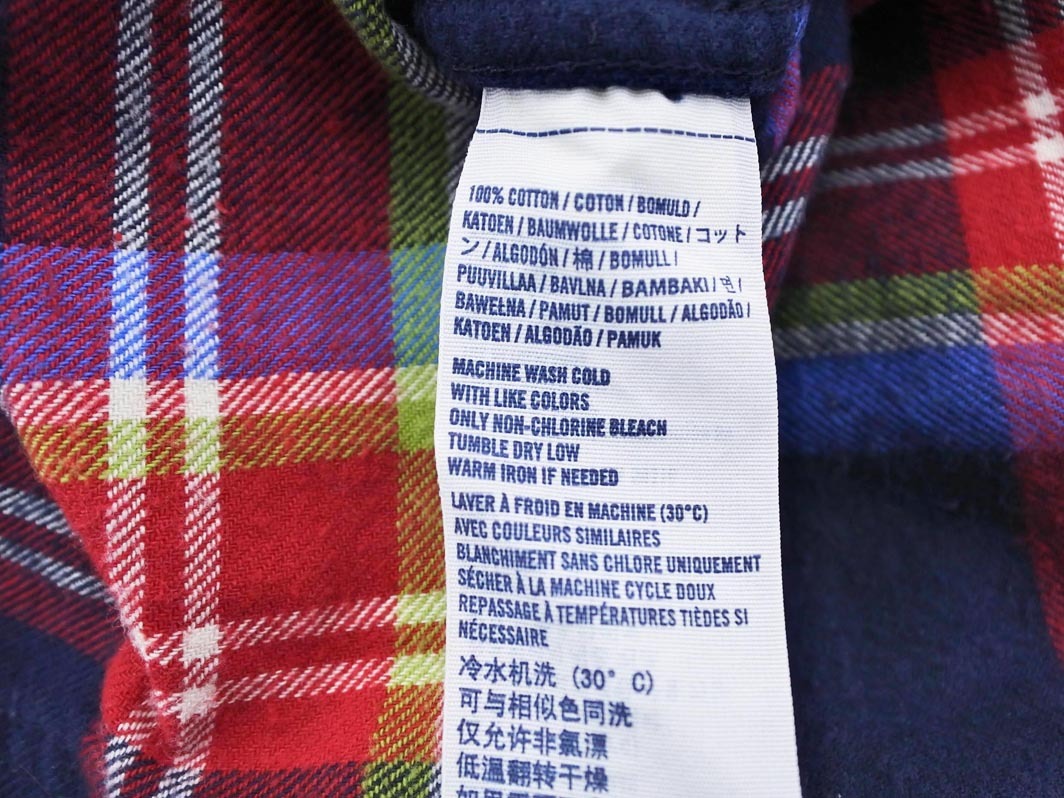 100% COTTON / COTON / BOMULD /
KATOEN / BAUMWOLLE / COTONE / コット
ン / ALGODÓN / 棉 / BOMULL /
PUUVILLAA / BAVLNA / BAMBAKI / 면 /
BAWEŁNA / PAMUT / BOMULL / ALGODÃO /
KATOEN / ALGODÃO / PAMUK
MACHINE WASH COLD
WITH LIKE COLORS
ONLY NON-CHLORINE BLEACH
TUMBLE DRY LOW
WARM IRON IF NEEDED
LAVER À FROID EN MACHINE (30°C)
AVEC COULEURS SIMILAIRES
BLANCHIMENT SANS CHLORE UNIQUEMENT
SÉCHER À LA MACHINE CYCLE DOUX
REPASSAGE À TEMPÉRATURES TIÈDES SI
NÉCESSAIRE
冷水机洗 (30° C)
可与相似色同洗
仅允许非氯漂
低温翻转干燥